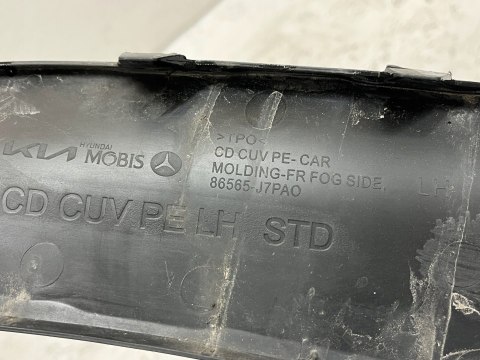 >TPO<
CD CUV PE- CAR
MOLDING-FR FOG SIDE,
86565-J7PA0
KIA HYUNDAI MOBIS
LH
CD CUV PE LH STD